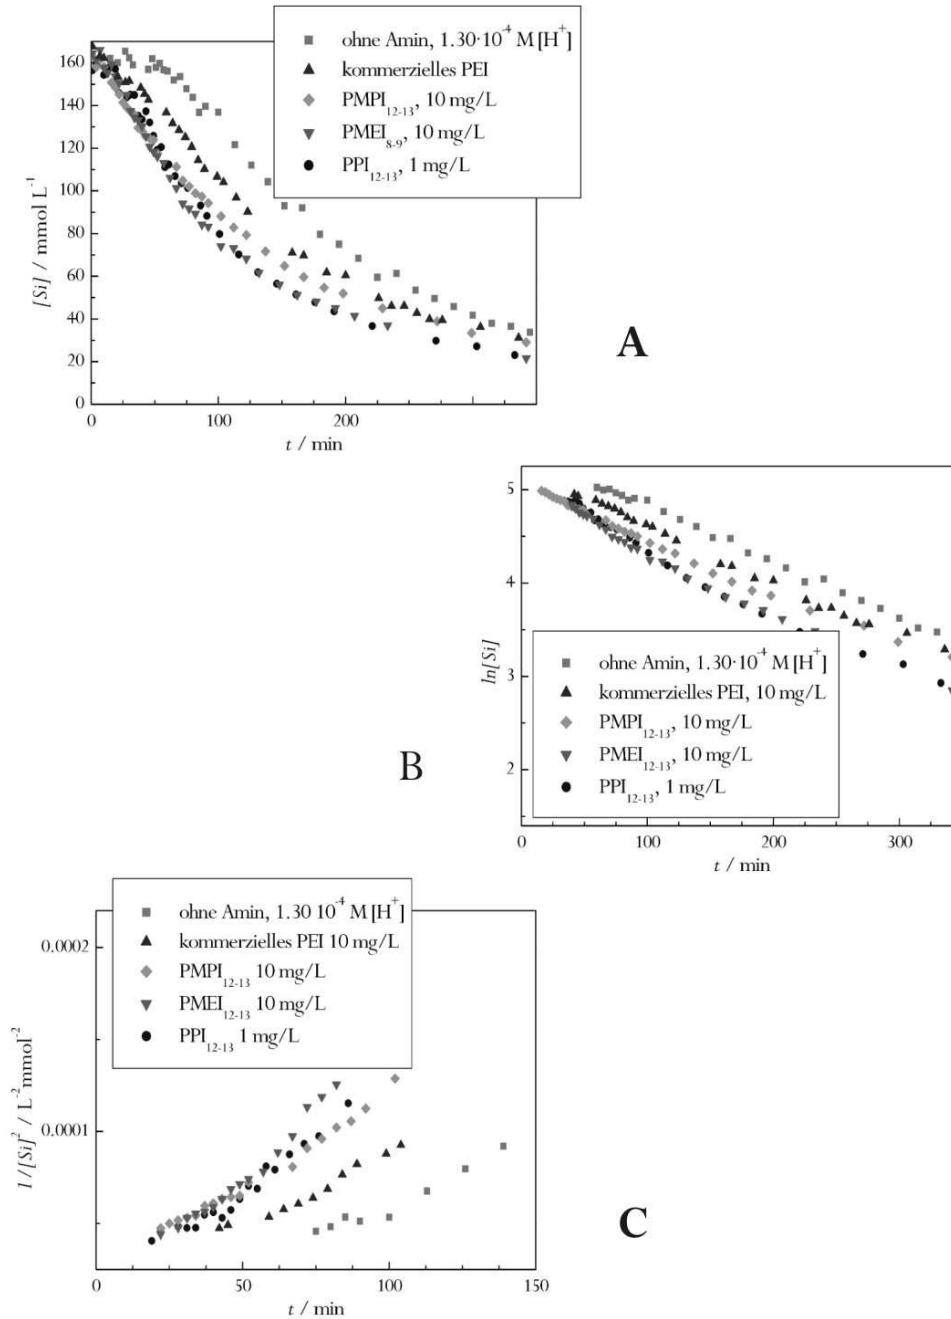 ohne Amin, 1.30·10⁻⁴ M [H⁺]
kommerzielles PEI
PMPI₁₂₋₁₃, 10 mg/L
PMEI₈₋₉, 10 mg/L
PPI₁₂₋₁₃, 1 mg/L
160
140
120
100
80
60
40
20
0
[Si] / mmol L⁻¹
0
100
200
t / min
A
5
4
3
2
ln[Si]
ohne Amin, 1.30·10⁻⁴ M [H⁺]
kommerzielles PEI, 10 mg/L
PMPI₁₂₋₁₃, 10 mg/L
PMEI₁₂₋₁₃, 10 mg/L
PPI₁₂₋₁₃, 1 mg/L
0
100
200
300
t / min
B
ohne Amin, 1.30 10⁻⁴ M [H⁺]
kommerzielles PEI 10 mg/L
PMPI₁₂₋₁₃ 10 mg/L
PMEI₁₂₋₁₃ 10 mg/L
PPI₁₂₋₁₃ 1 mg/L
0.0002
0.0001
1/[Si]² / L⁻²mmol⁻²
0
50
100
150
t / min
C